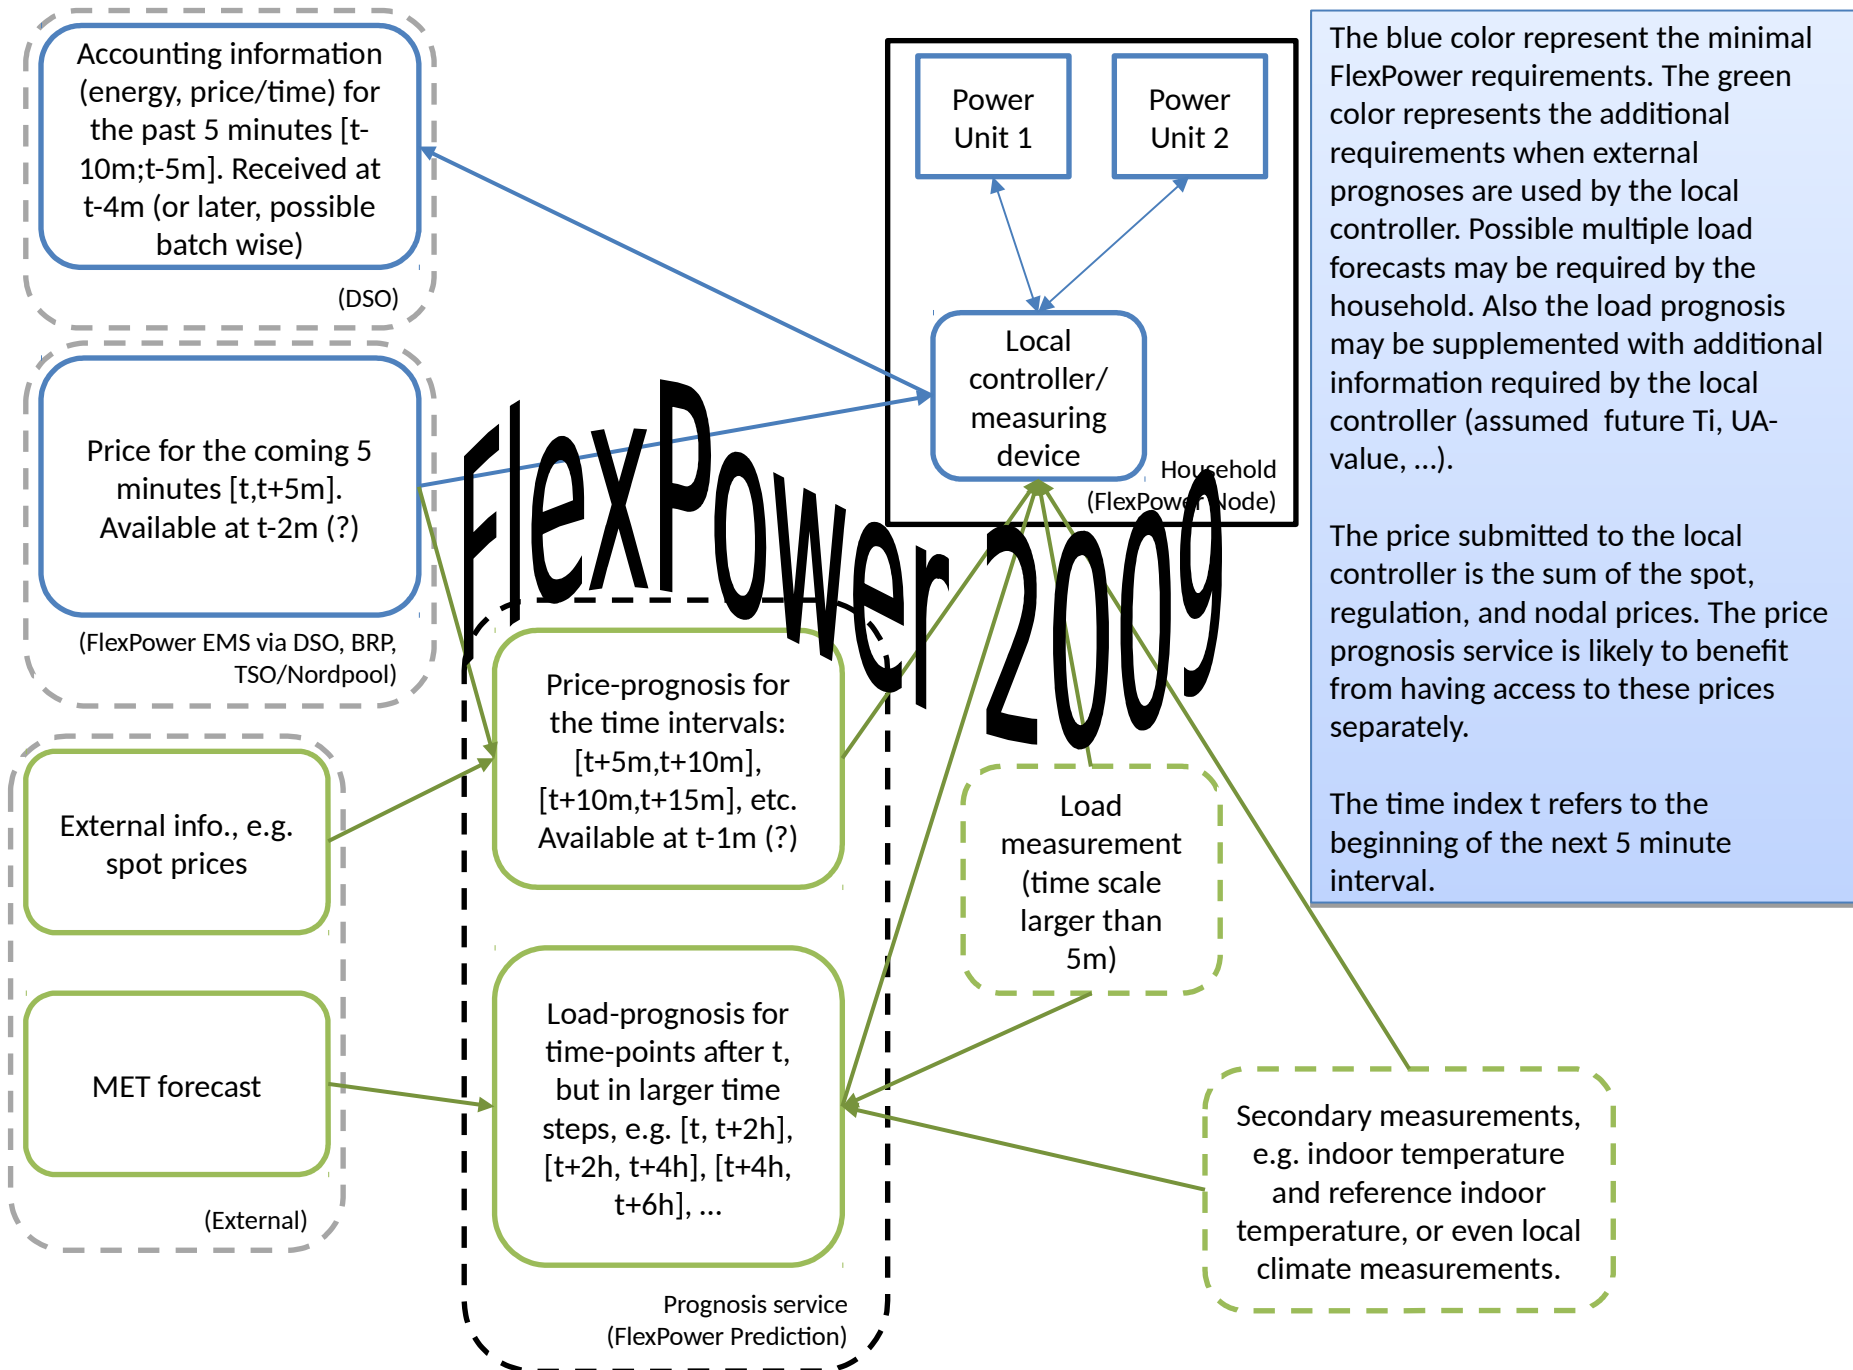 Accounting information
(energy, price/time) for
the past 5 minutes [t-
10m;t-5m]. Received at
t-4m (or later, possible
batch wise)
(DSO)
Price for the coming 5
minutes [t,t+5m].
Available at t-2m (?)
(FlexPower EMS via DSO, BRP,
TSO/Nordpool)
External info., e.g.
spot prices
MET forecast
(External)
FlexPower 2009
Price-prognosis for
the time intervals:
[t+5m,t+10m],
[t+10m,t+15m], etc.
Available at t-1m (?)
Load-prognosis for
time-points after t,
but in larger time
steps, e.g. [t, t+2h],
[t+2h, t+4h], [t+4h,
t+6h], ...
Prognosis service
(FlexPower Prediction)
Power
Unit 1
Power
Unit 2
Local
controller/
measuring
device
Household
(FlexPower Node)
Load
measurement
(time scale
larger than
5m)
Secondary measurements,
e.g. indoor temperature
and reference indoor
temperature, or even local
climate measurements.
The blue color represent the minimal
FlexPower requirements. The green
color represents the additional
requirements when external
prognoses are used by the local
controller. Possible multiple load
forecasts may be required by the
household. Also the load prognosis
may be supplemented with additional
information required by the local
controller (assumed  future Ti, UA-
value, ...).
The price submitted to the local
controller is the sum of the spot,
regulation, and nodal prices. The price
prognosis service is likely to benefit
from having access to these prices
separately.
The time index t refers to the
beginning of the next 5 minute
interval.